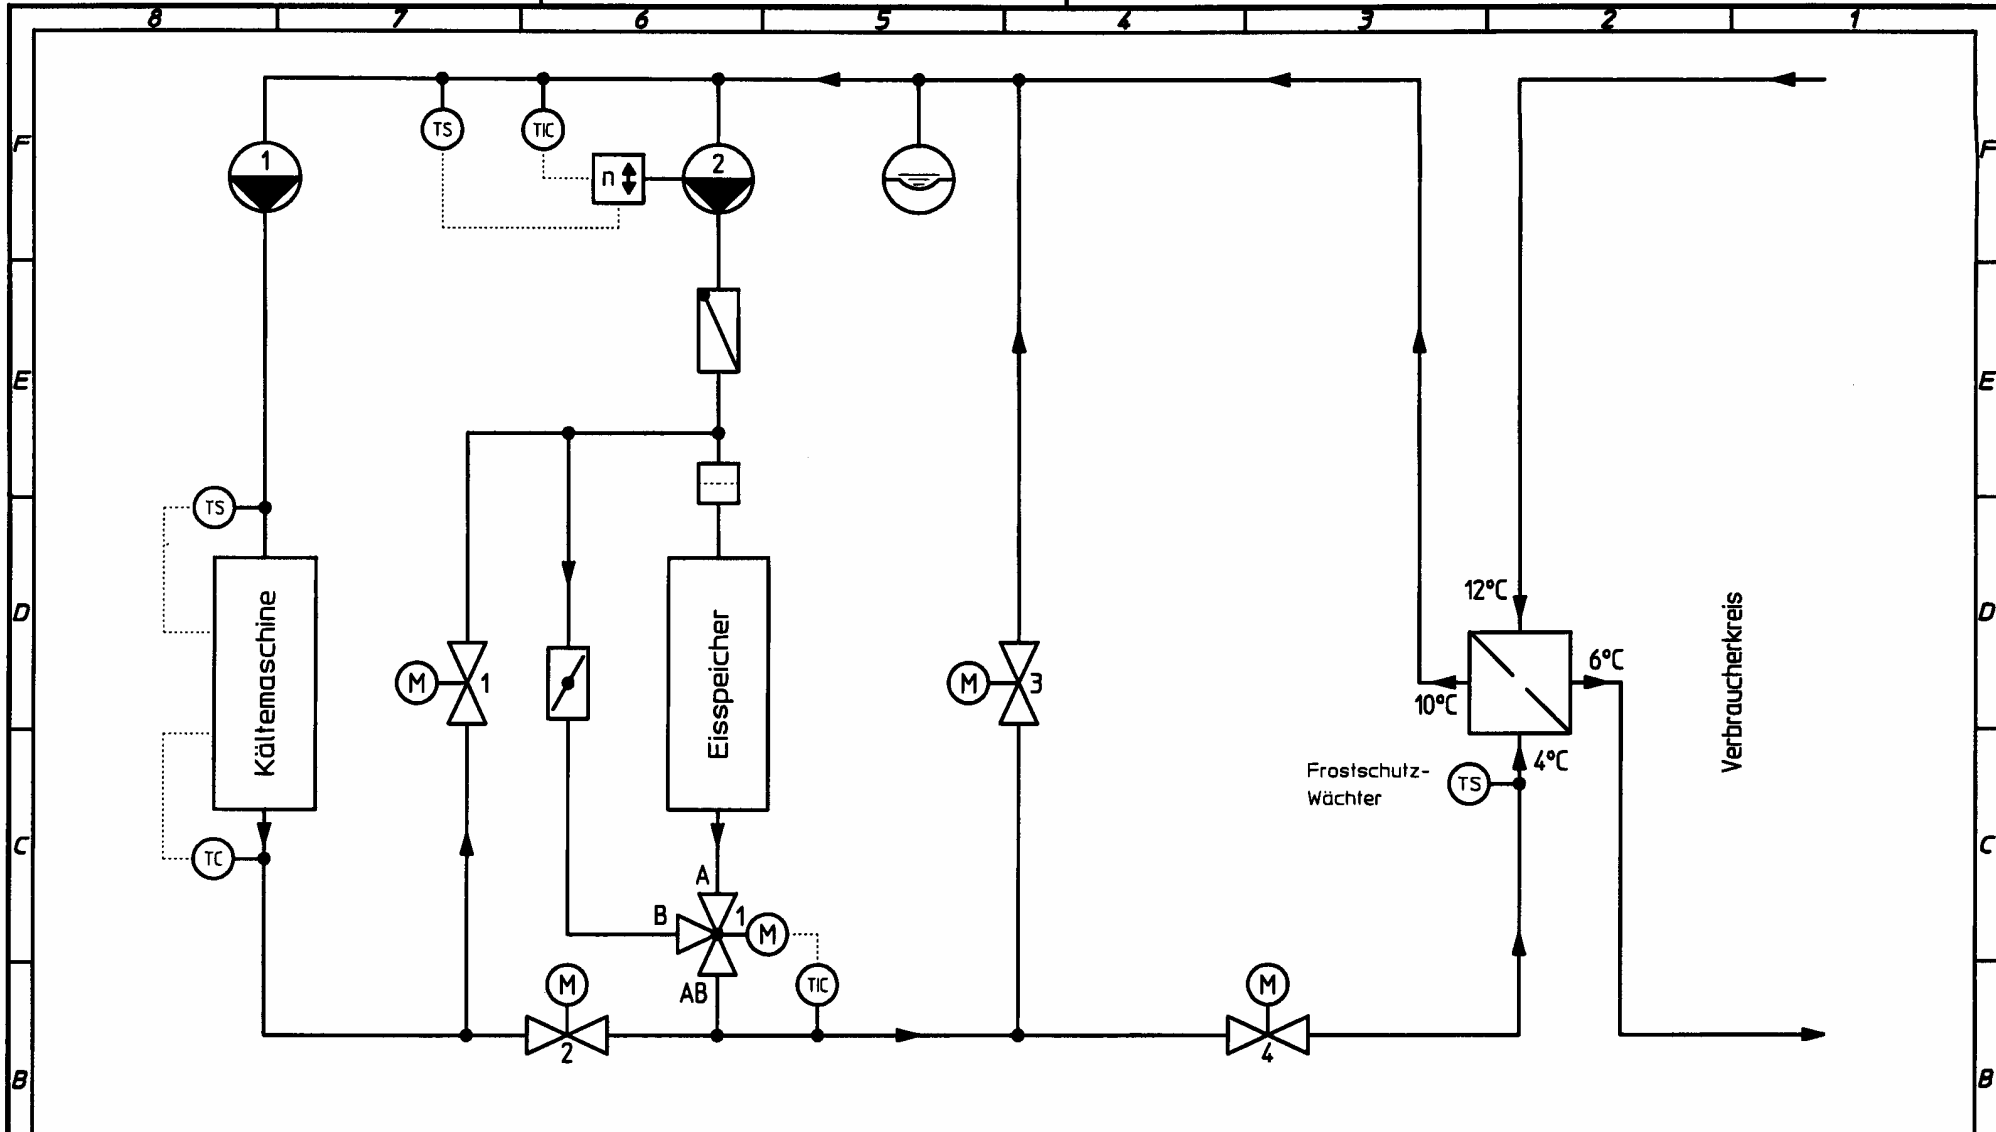 8 7 6 5 4 3 2 1
F F
TS TIC
1 2
n
E E
TS
12°C
D D
Kältemaschine
Eisspeicher
Verbraucherkreis
6°C
M 1
M 3
10°C
4°C
Frostschutz-
Wächter
TS
C C
TC
A
B 1 M
M AB TIC M
2 4
B B